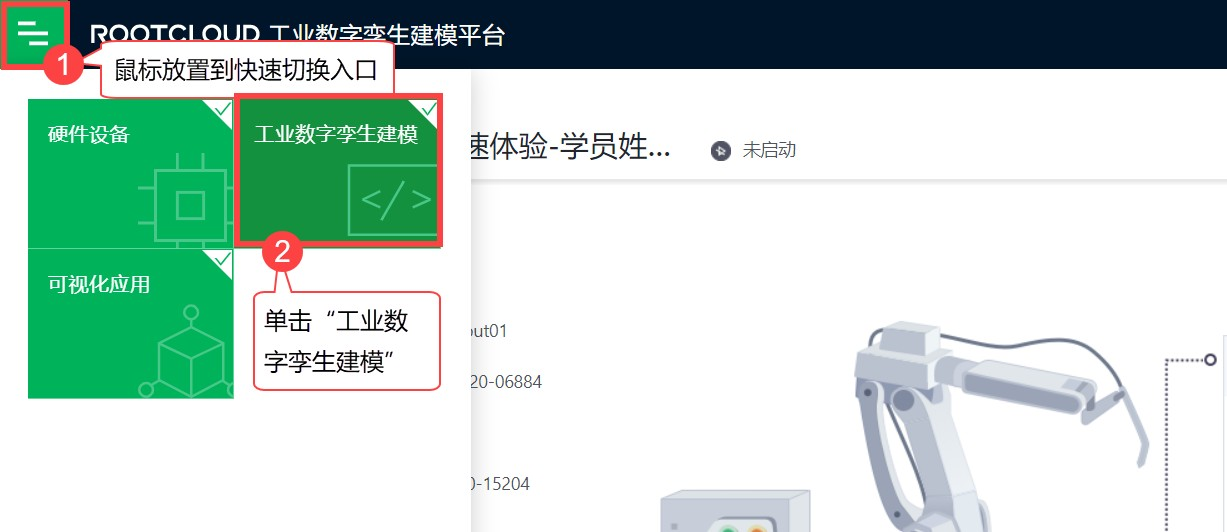 ROOTCLOUD 工业数字孪生建模平台
1
鼠标放置到快速切换入口
硬件设备
工业数字孪生建模
</>
速体验-学员姓...
未启动
2
可视化应用
单击“工业数
字孪生建模”
out01
20-06884
0-15204